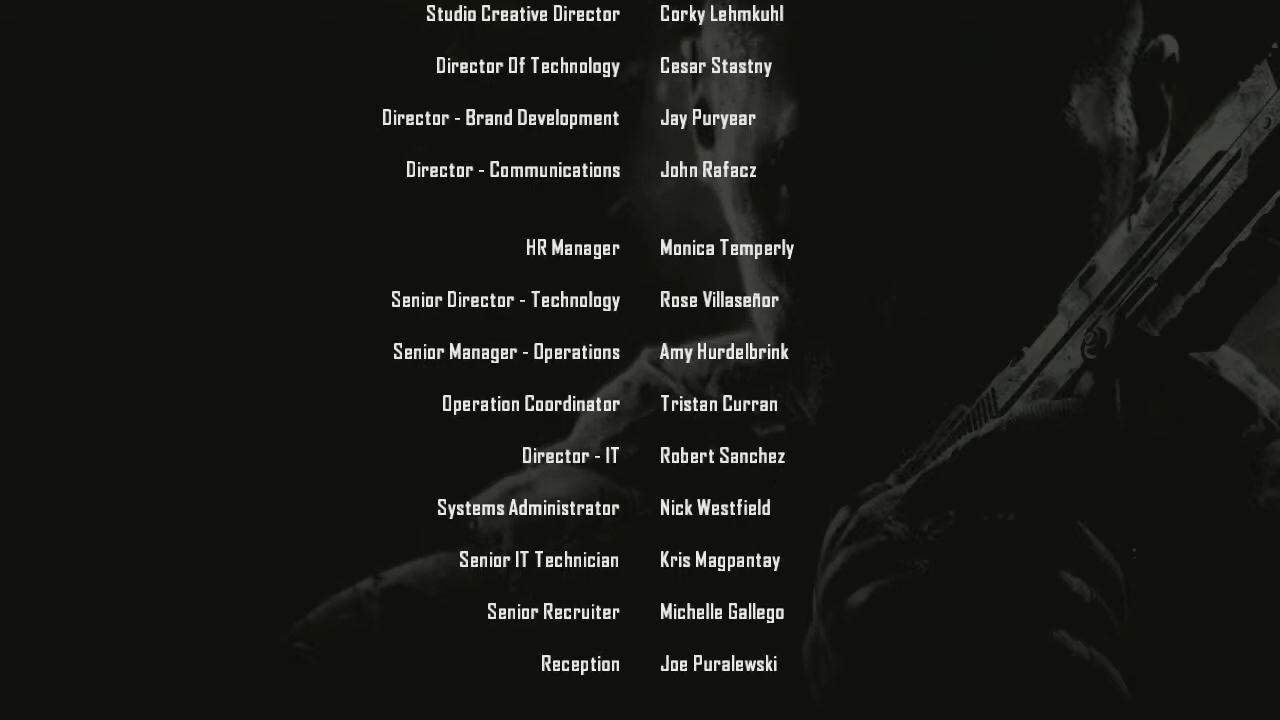 Studio Creative Director Corky Lehmkuhl
Director Of Technology Cesar Stastny
Director - Brand Development Jay Puryear
Director - Communications John Rafacz
HR Manager Monica Temperly
Senior Director - Technology Rose Villaseñor
Senior Manager - Operations Amy Hurdelbrink
Operation Coordinator Tristan Curran
Director - IT Robert Sanchez
Systems Administrator Nick Westfield
Senior IT Technician Kris Magpantay
Senior Recruiter Michelle Gallego
Reception Joe Puralewski